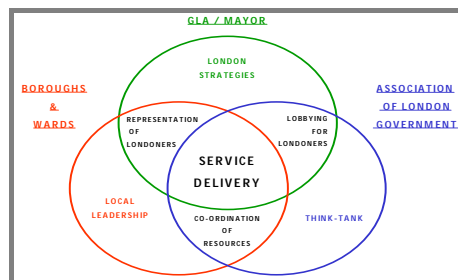 GLA / MAYOR
LONDON
STRATEGIES
BOROUGHS
&
WARDS
ASSOCIATION
OF LONDON
GOVERNMENT
REPRESENTATION
OF
LONDONERS
LOBBYING
FOR
LONDONERS
SERVICE
DELIVERY
LOCAL
LEADERSHIP
CO-ORDINATION
OF
RESOURCES
THINK-TANK